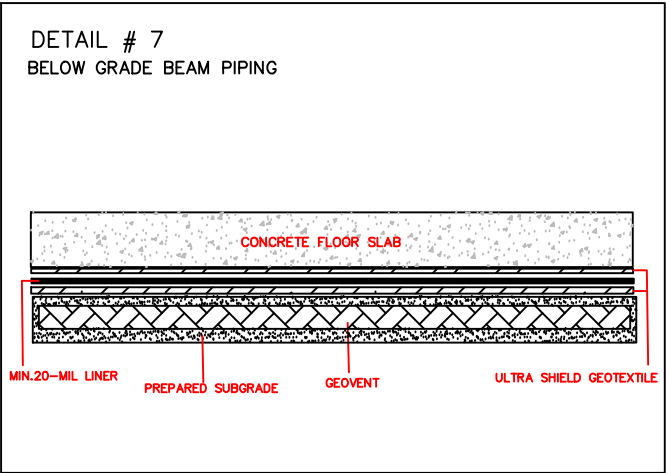 DETAIL # 7
BELOW GRADE BEAM PIPING
CONCRETE FLOOR SLAB
MIN.20-MIL LINER
PREPARED SUBGRADE
GEOVENT
ULTRA SHIELD GEOTEXTILE